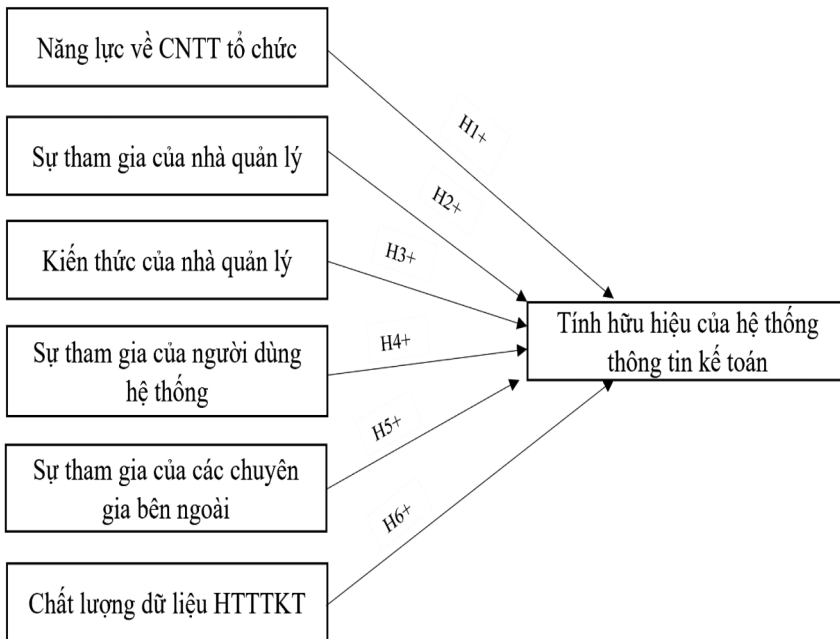 Năng lực về CNTT tổ chức
Sự tham gia của nhà quản lý
Kiến thức của nhà quản lý
Sự tham gia của người dùng
hệ thống
Sự tham gia của các chuyên
gia bên ngoài
Chất lượng dữ liệu HTTTKT
H1+
H2+
H3+
H4+
H5+
H6+
Tính hữu hiệu của hệ thống
thông tin kế toán